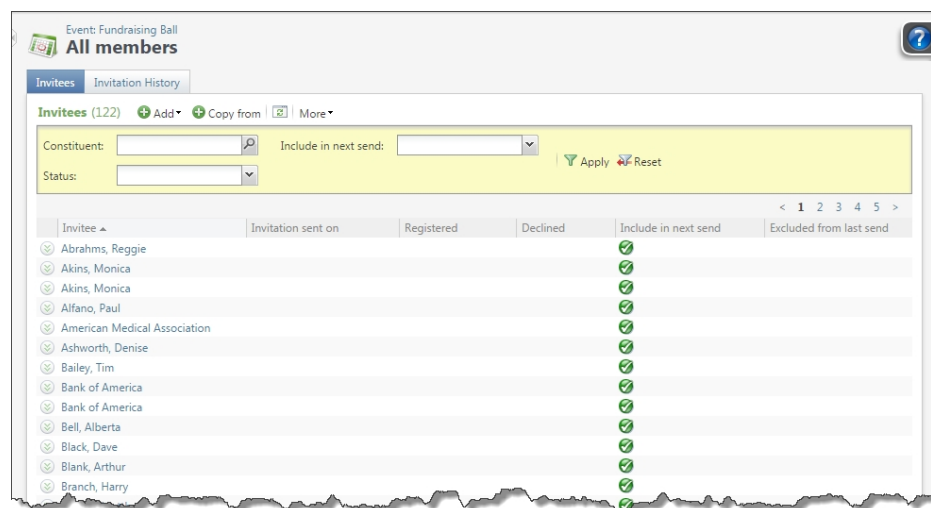 Event: Fundraising Ball
All members
Invitees Invitation History
Invitees (122) Add Copy from More
Constituent: Include in next send:
Apply Reset
Status:
< 1 2 3 4 5 >
Invitee Invitation sent on Registered Declined Include in next send Excluded from last send
Abrahms, Reggie
Akins, Monica
Akins, Monica
Alfano, Paul
American Medical Association
Ashworth, Denise
Bailey, Tim
Bank of America
Bank of America
Bell, Alberta
Black, Dave
Blank, Arthur
Branch, Harry